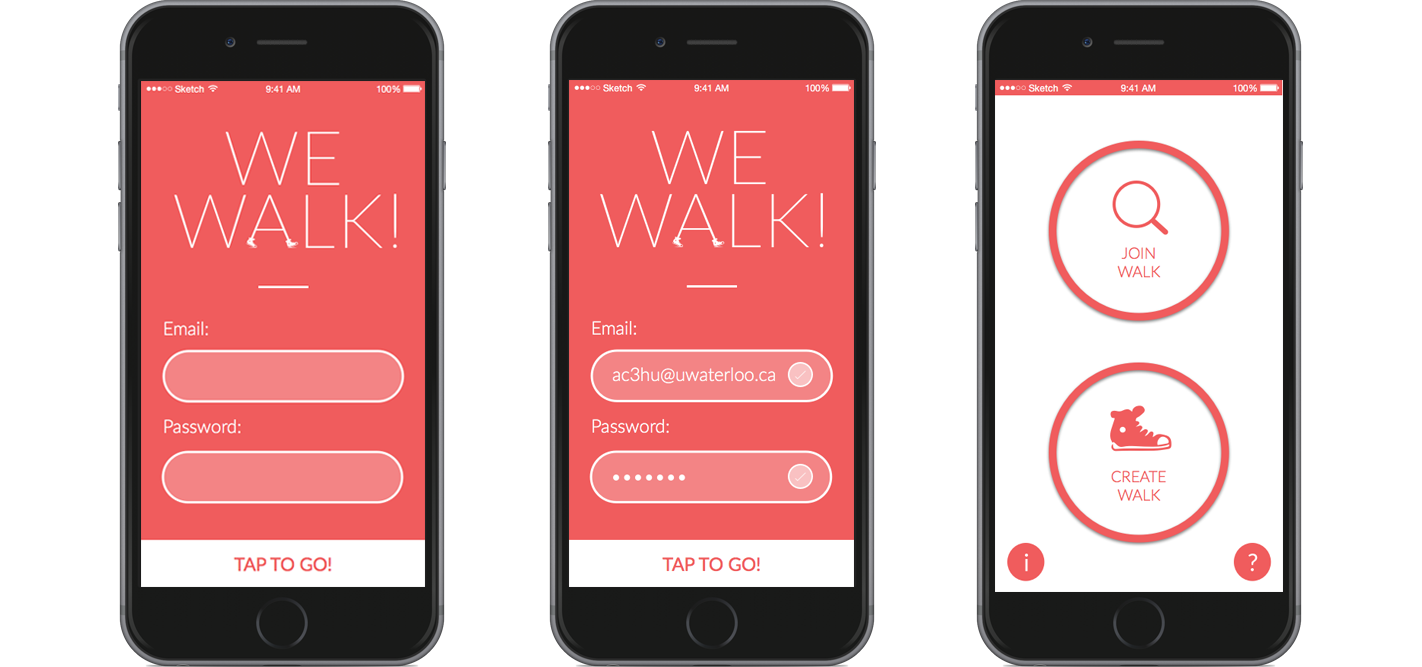 Sketch 9:41 AM 100%
WE
WALK!
Email:
Password:
TAP TO GO!
Sketch 9:41 AM 100%
WE
WALK!
Email:
ac3hu@uwaterloo.ca
Password:
TAP TO GO!
Sketch 9:41 AM 100%
JOIN
WALK
CREATE
WALK
i
?